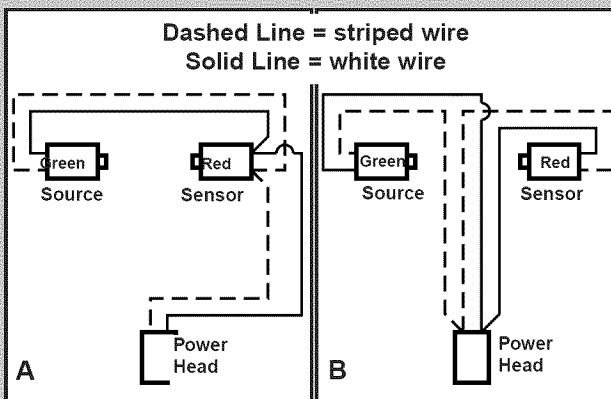 Dashed Line = striped wire
Solid Line = white wire
Green
Red
Source
Sensor
Power
Head
A
Green
Red
Source
Sensor
Power
Head
B